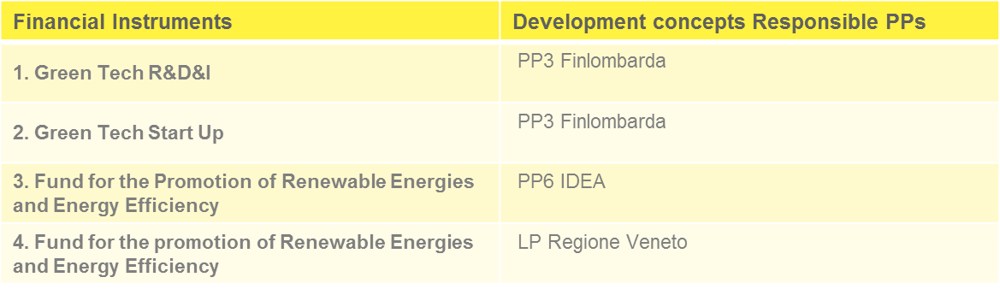 Financial Instruments
Development concepts Responsible PPs
1. Green Tech R&D&I
PP3 Finlombarda
2. Green Tech Start Up
PP3 Finlombarda
3. Fund for the Promotion of Renewable Energies
and Energy Efficiency
PP6 IDEA
4. Fund for the promotion of Renewable Energies
and Energy Efficiency
LP Regione Veneto